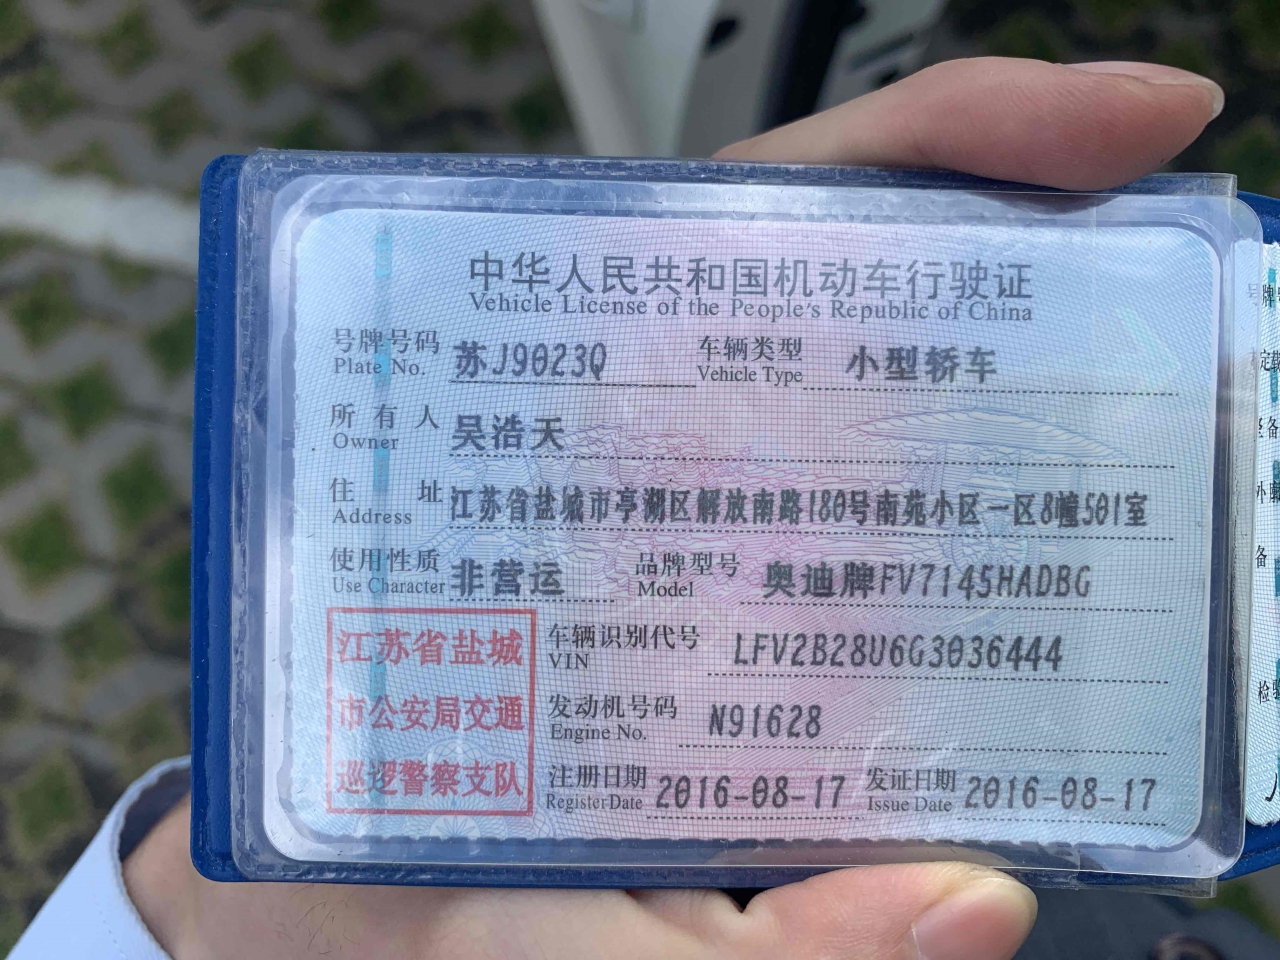 中华人民共和国机动车行驶证
Vehicle License of the People's Republic of China
号牌号码 苏J9023Q 车辆类型 小型轿车
Plate No. Vehicle Type
所有人 吴浩天
Owner
住址 江苏省盐城市亭湖区解放南路180号南苑小区一区8幢501室
Address
使用性质 非营运 品牌型号 奥迪牌FV7145HADBG
Use Character Model
江苏省盐城
市公安局交通
巡逻警察支队
车辆识别代号 LFV2B28U6G3036444
VIN
发动机号码 N91628
Engine No.
注册日期 2016-08-17 发证日期 2016-08-17
Register Date Issue Date